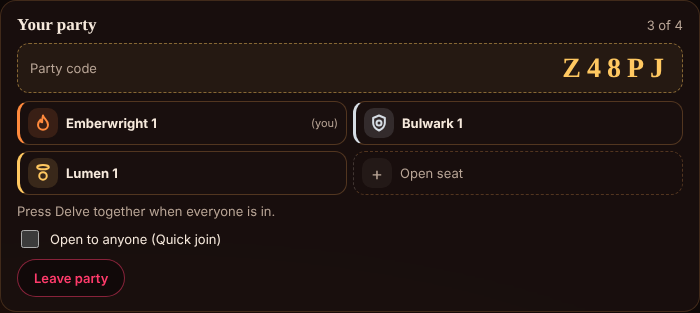 Your party 3 of 4
Party code Z48PJ
Emberwright 1 (you) Bulwark 1
Lumen 1 + Open seat
Press Delve together when everyone is in.
Open to anyone (Quick join)
Leave party